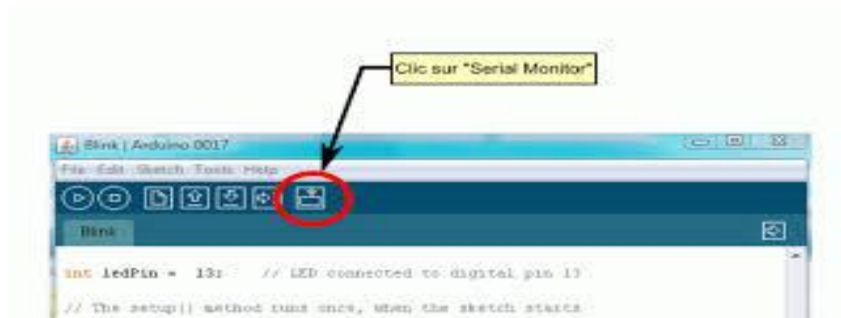 Clic sur "Serial Monitor"
Blink | Arduino 0017
File Edit Sketch Tools Help
Blink
int ledPin = 13; // LED connected to digital pin 13
// The setup() method runs once, when the sketch starts